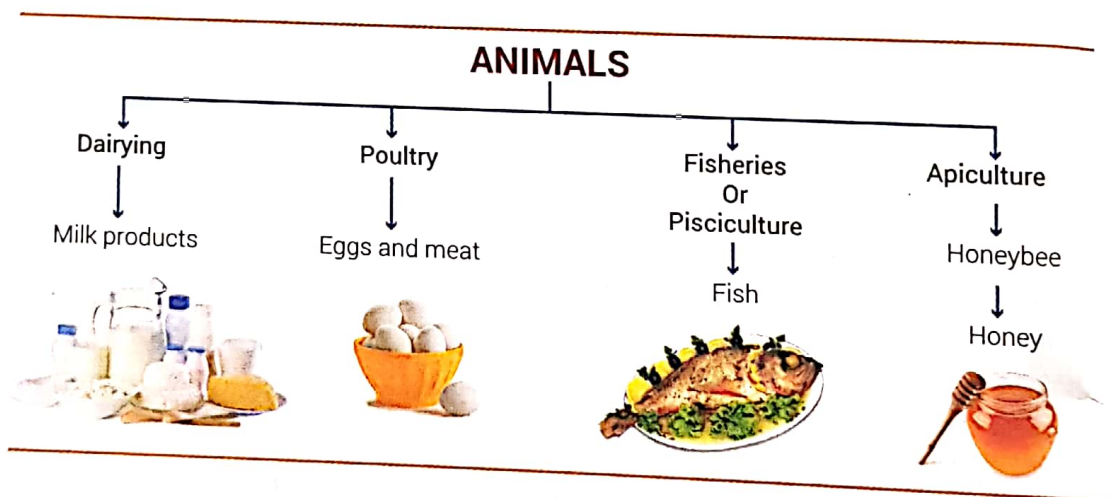 ANIMALS
Dairying
Milk products
Poultry
Eggs and meat
Fisheries
Or
Pisciculture
Fish
Apiculture
Honeybee
Honey